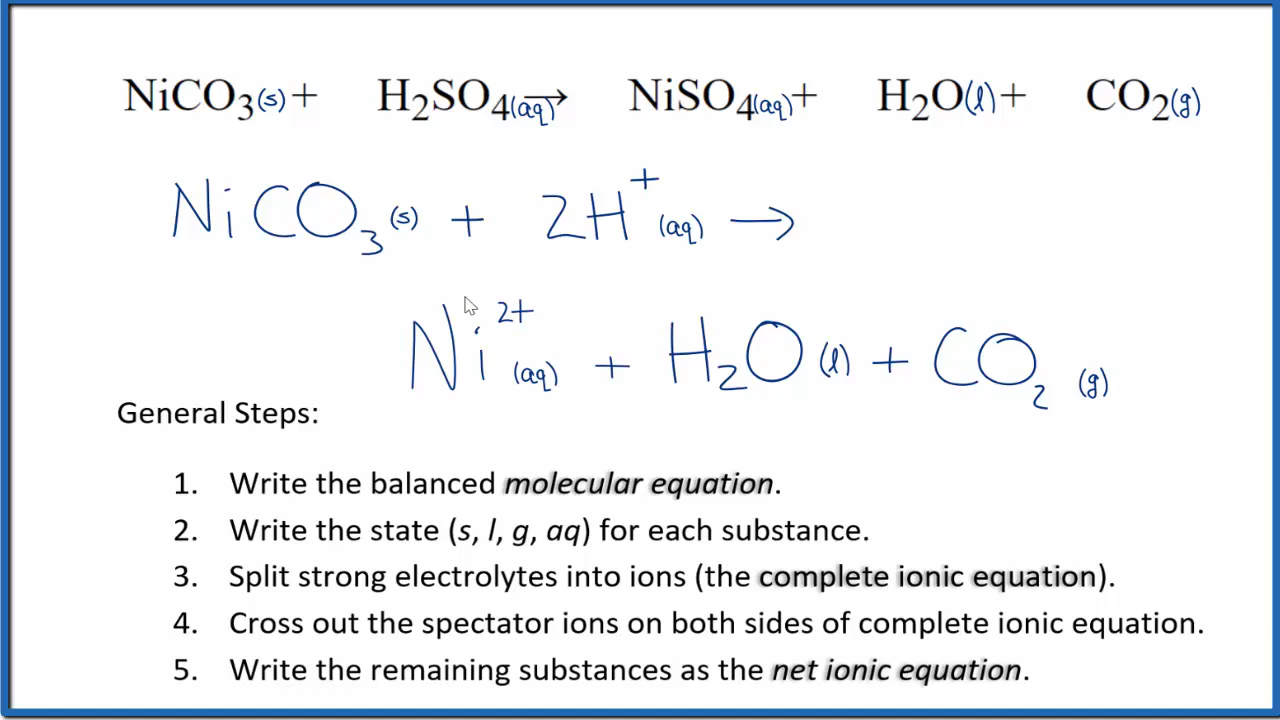 NiCO₃(s) + H₂SO₄(aq) → NiSO₄(aq) + H₂O(l) + CO₂(g)
NiCO₃(s) + 2H⁺(aq) →
Ni²⁺(aq) + H₂O(l) + CO₂(g)
General Steps:
1. Write the balanced molecular equation.
2. Write the state (s, l, g, aq) for each substance.
3. Split strong electrolytes into ions (the complete ionic equation).
4. Cross out the spectator ions on both sides of complete ionic equation.
5. Write the remaining substances as the net ionic equation.